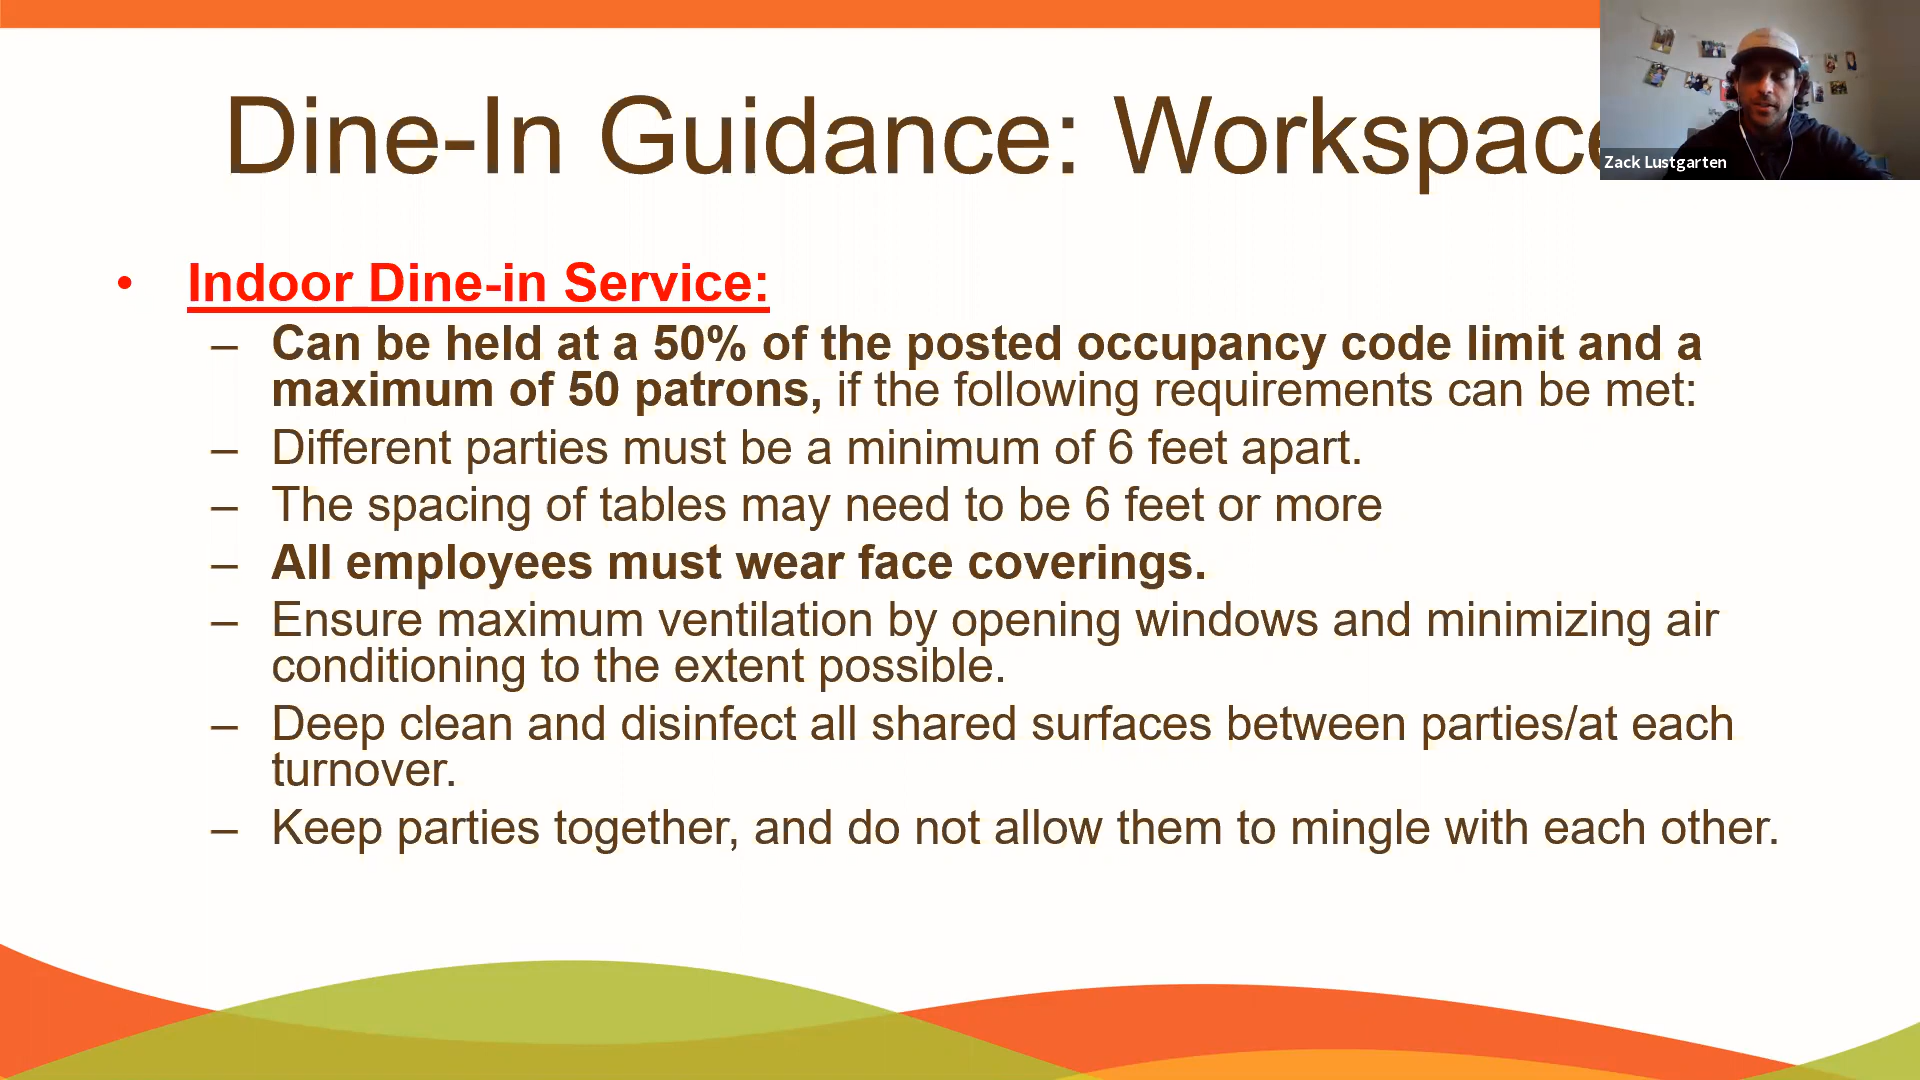 Dine-In Guidance: Workspace
Zack Lustgarten
• Indoor Dine-in Service:
– Can be held at a 50% of the posted occupancy code limit and a
maximum of 50 patrons, if the following requirements can be met:
– Different parties must be a minimum of 6 feet apart.
– The spacing of tables may need to be 6 feet or more
– All employees must wear face coverings.
– Ensure maximum ventilation by opening windows and minimizing air
conditioning to the extent possible.
– Deep clean and disinfect all shared surfaces between parties/at each
turnover.
– Keep parties together, and do not allow them to mingle with each other.